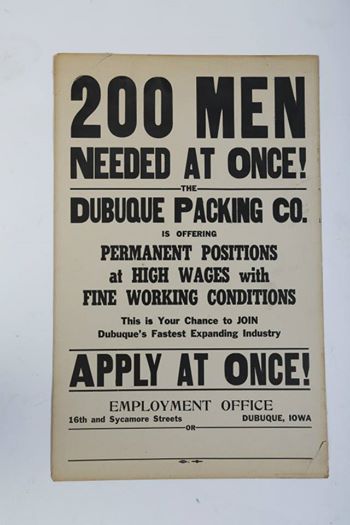 200 MEN
NEEDED AT ONCE!
THE
DUBUQUE PACKING CO.
IS OFFERING
PERMANENT POSITIONS
at HIGH WAGES with
FINE WORKING CONDITIONS
This is Your Chance to JOIN
Dubuque's Fastest Expanding Industry
APPLY AT ONCE!
EMPLOYMENT OFFICE
16th and Sycamore Streets DUBUQUE, IOWA
OR